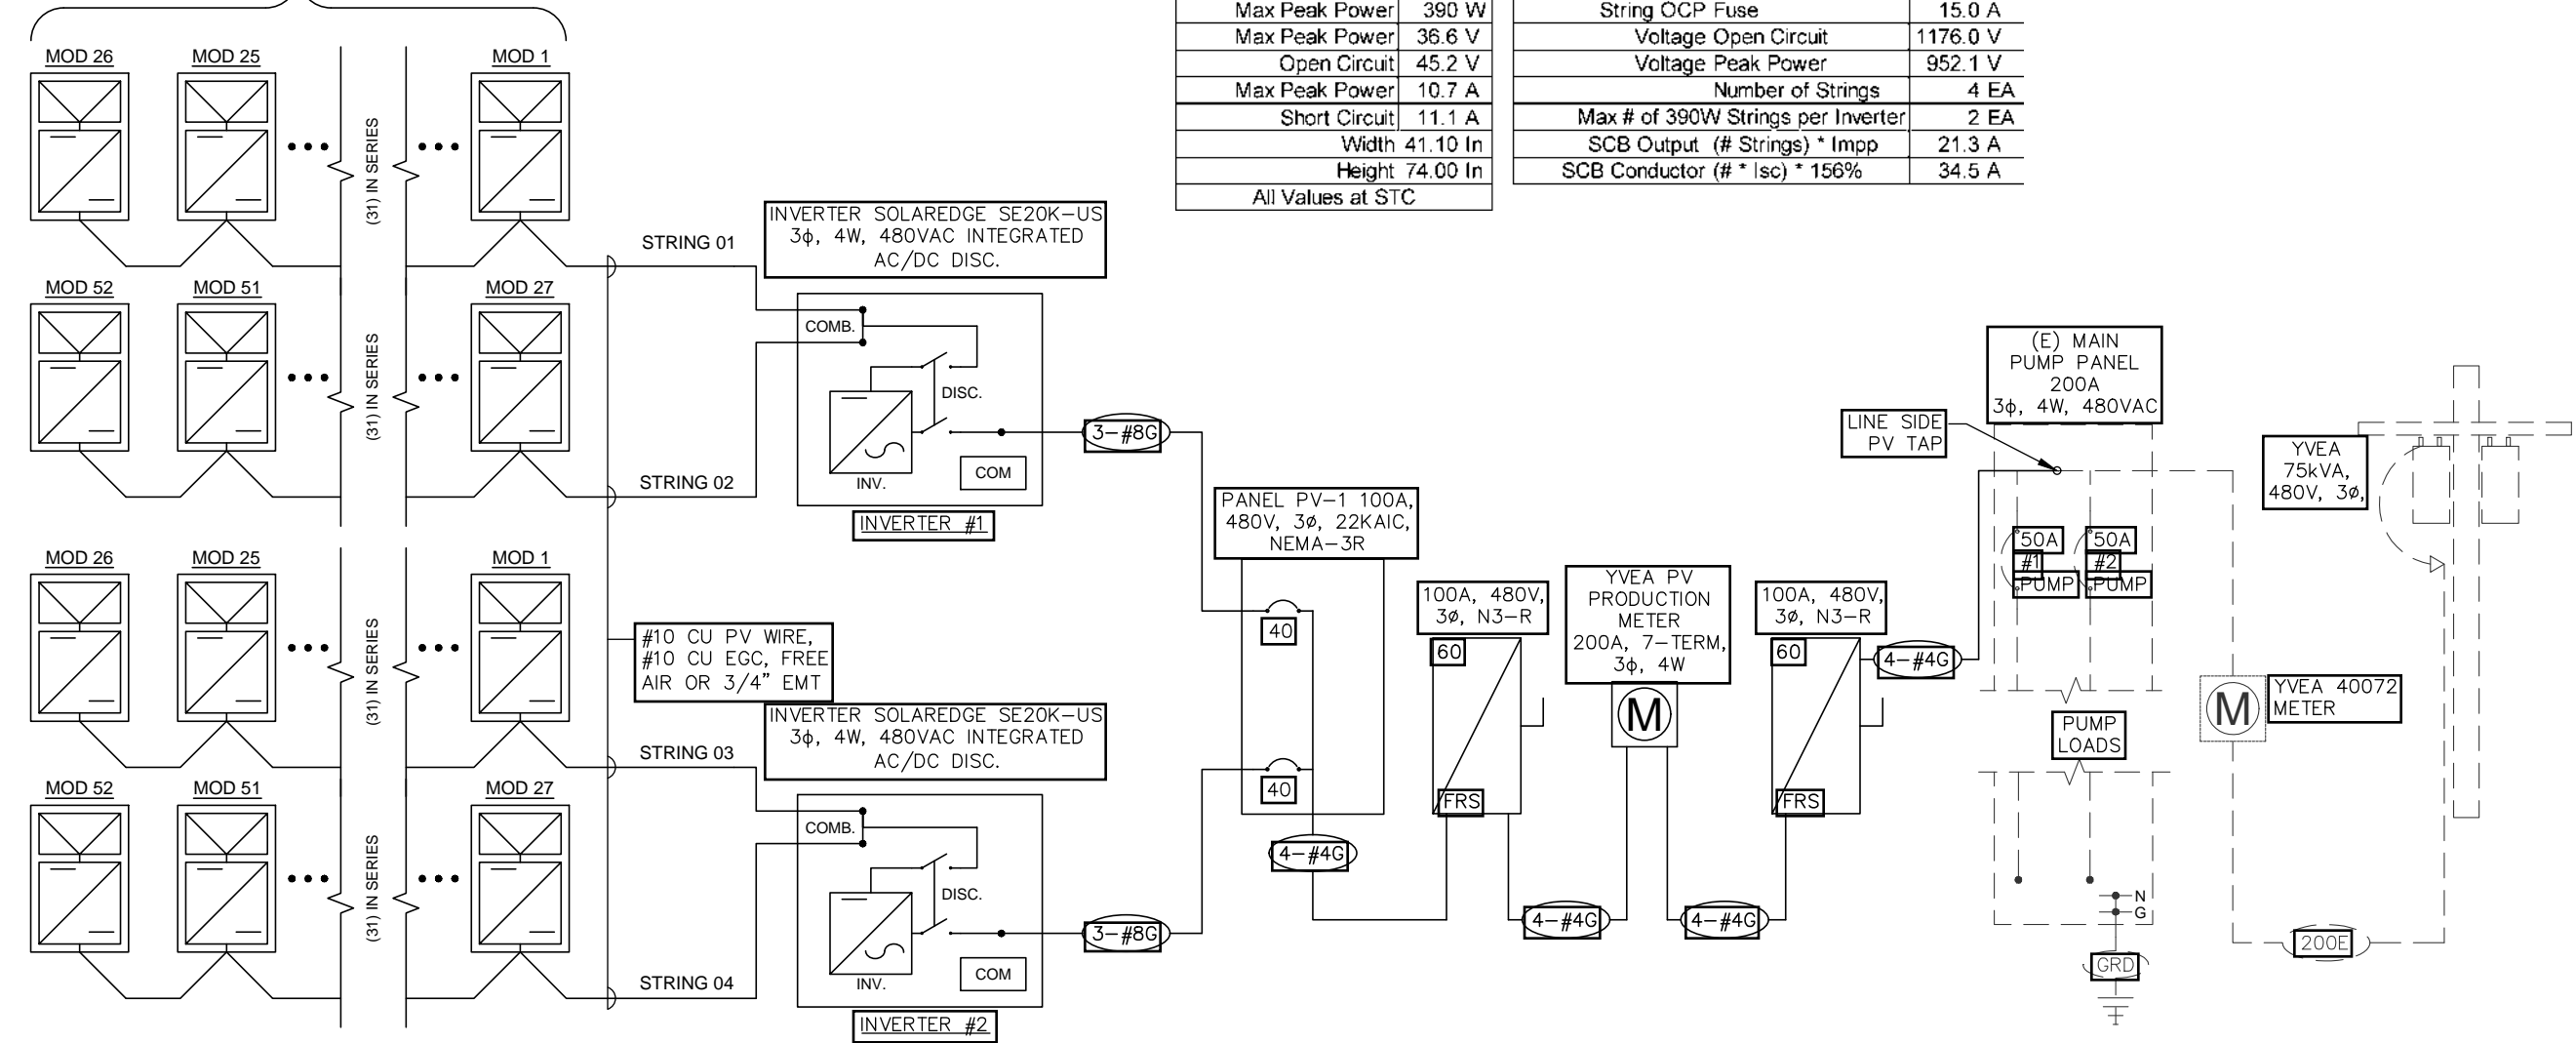 Max Peak Power 390 W
Max Peak Power 36.6 V
Open Circuit 45.2 V
Max Peak Power 10.7 A
Short Circuit 11.1 A
Width 41.10 In
Height 74.00 In
All Values at STC
String OCP Fuse 15.0 A
Voltage Open Circuit 1176.0 V
Voltage Peak Power 952.1 V
Number of Strings 4 EA
Max # of 390W Strings per Inverter 2 EA
SCB Output (# Strings) * Impp 21.3 A
SCB Conductor (# * Isc) * 156% 34.5 A
MOD 26 MOD 25 MOD 1
(31) IN SERIES
STRING 01
MOD 52 MOD 51 MOD 27
(31) IN SERIES
STRING 02
INVERTER SOLAREDGE SE20K-US
3ϕ, 4W, 480VAC INTEGRATED
AC/DC DISC.
COMB.
DISC.
INV.
COM
INVERTER #1
3-#8G
MOD 26 MOD 25 MOD 1
(31) IN SERIES
#10 CU PV WIRE,
#10 CU EGC, FREE
AIR OR 3/4" EMT
STRING 03
MOD 52 MOD 51 MOD 27
(31) IN SERIES
STRING 04
INVERTER SOLAREDGE SE20K-US
3ϕ, 4W, 480VAC INTEGRATED
AC/DC DISC.
COMB.
DISC.
INV.
COM
INVERTER #2
3-#8G
PANEL PV-1 100A,
480V, 3ø, 22KAIC,
NEMA-3R
40
40
4-#4G
100A, 480V,
3ø, N3-R
60
FRS
4-#4G
YVEA PV
PRODUCTION
METER
200A, 7-TERM,
3ϕ, 4W
M
4-#4G
100A, 480V,
3ø, N3-R
60
FRS
4-#4G
LINE SIDE
PV TAP
(E) MAIN
PUMP PANEL
200A
3ϕ, 4W, 480VAC
50A
#1
PUMP
50A
#2
PUMP
PUMP
LOADS
N
G
GRD
M
YVEA 40072
METER
200E
YVEA
75kVA,
480V, 3ø,